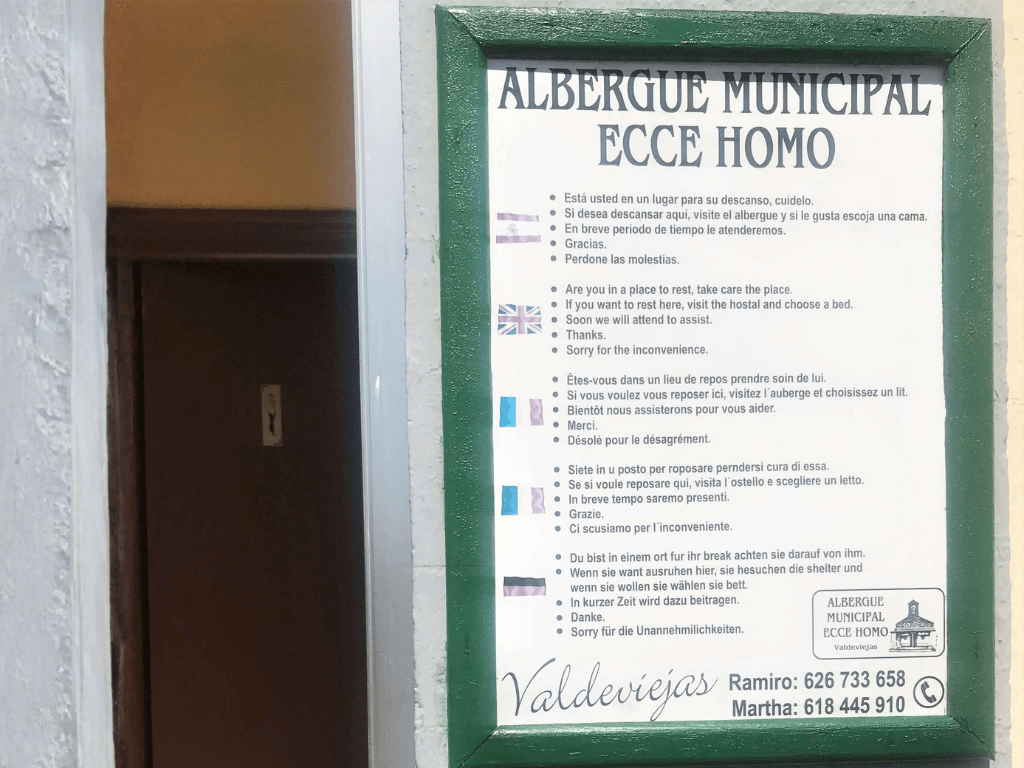 ALBERGUE MUNICIPAL
ECCE HOMO
• Está usted en un lugar para su descanso, cuídelo.
• Si desea descansar aquí, visite el albergue y si le gusta escoja una cama.
• En breve periodo de tiempo le atenderemos.
• Gracias.
• Perdone las molestias.
• Are you in a place to rest, take care the place.
• If you want to rest here, visit the hostal and choose a bed.
• Soon we will attend to assist.
• Thanks.
• Sorry for the inconvenience.
• Êtes-vous dans un lieu de repos prendre soin de lui.
• Si vous voulez vous reposer ici, visitez l´auberge et choisissez un lit.
• Bientôt nous assisterons pour vous aider.
• Merci.
• Désolé pour le désagrément.
• Siete in u posto per roposare perndersi cura di essa.
• Se si voule reposare qui, visita l´ostello e scegliere un letto.
• In breve tempo saremo presenti.
• Grazie.
• Ci scusiamo per l´inconveniente.
• Du bist in einem ort fur ihr break achten sie darauf von ihm.
• Wenn sie want ausruhen hier, sie hesuchen die shelter und
wenn sie wollen sie wählen sie bett.
• In kurzer Zeit wird dazu beitragen.
• Danke.
• Sorry für die Unannehmilichkeiten.
ALBERGUE
MUNICIPAL
ECCE HOMO
Valdeviejas
Valdeviejas
Ramiro: 626 733 658
Martha: 618 445 910